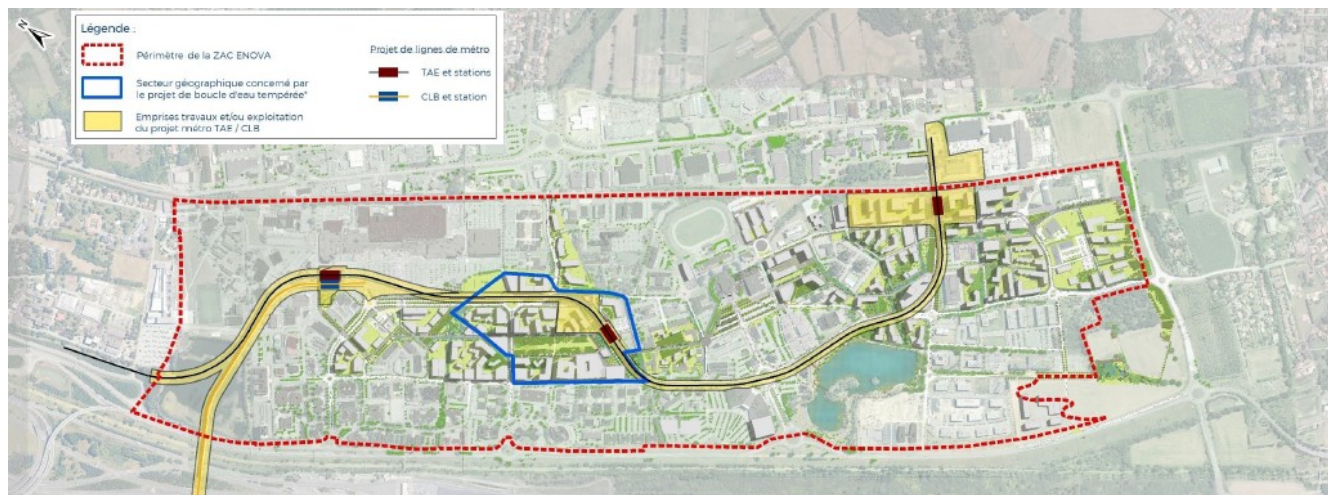 N
Légende :
Périmètre de la ZAC ENOVA
Secteur géographique concerné par
le projet de boucle d'eau tempérée*
Emprises travaux et/ou exploitation
du projet métro TAE / CLB
Projet de lignes de métro
TAE et stations
CLB et station